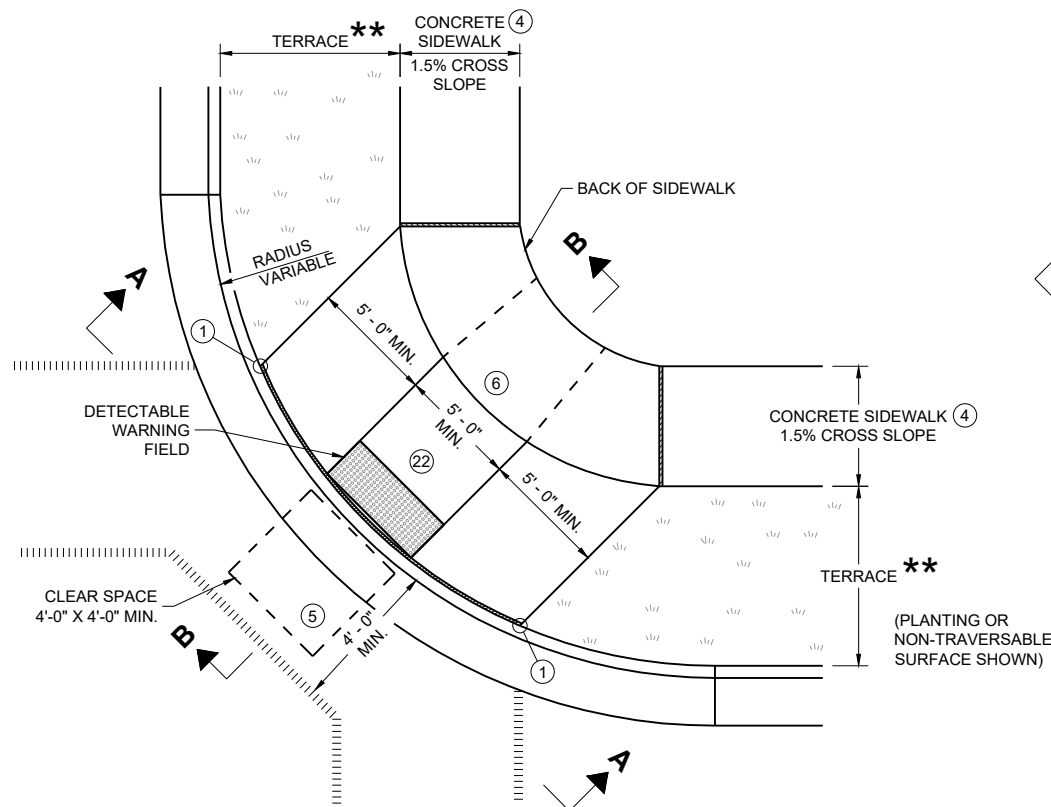 TERRACE **
CONCRETE 4
SIDEWALK
1.5% CROSS
SLOPE
BACK OF SIDEWALK
B
RADIUS
VARIABLE
A
1
5' - 0" MIN.
6
DETECTABLE
WARNING
FIELD
5' - 0"
MIN.
22
5' - 0" MIN.
CONCRETE SIDEWALK 4
1.5% CROSS SLOPE
TERRACE **
(PLANTING OR
NON-TRAVERSABLE
SURFACE SHOWN)
CLEAR SPACE
4'-0" X 4'-0" MIN.
5
4' - 0"
MIN.
B
1
A